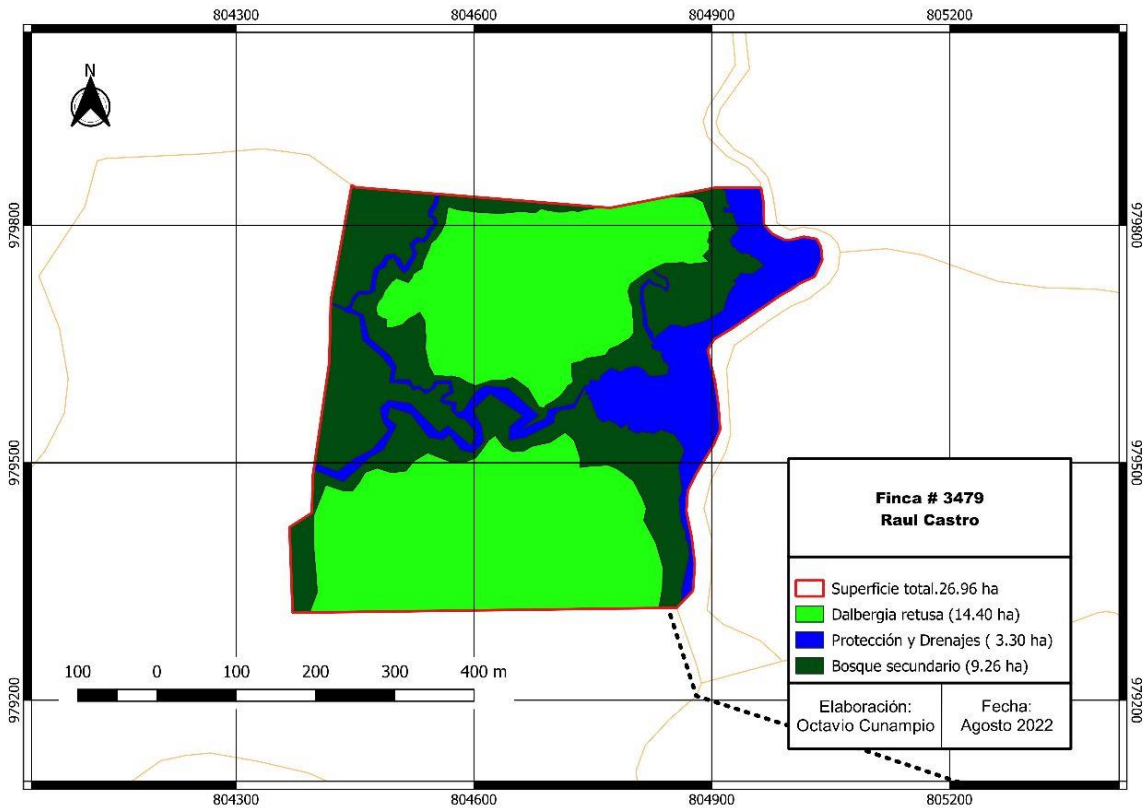 804300 804600 804900 805200
N
979800 979800
979500 979500
979200 979200
Finca # 3479
Raul Castro
Superficie total.26.96 ha
Dalbergia retusa (14.40 ha)
Protección y Drenajes ( 3.30 ha)
Bosque secundario (9.26 ha)
Elaboración:
Octavio Cunampio
Fecha:
Agosto 2022
100 0 100 200 300 400 m
804300 804600 804900 805200